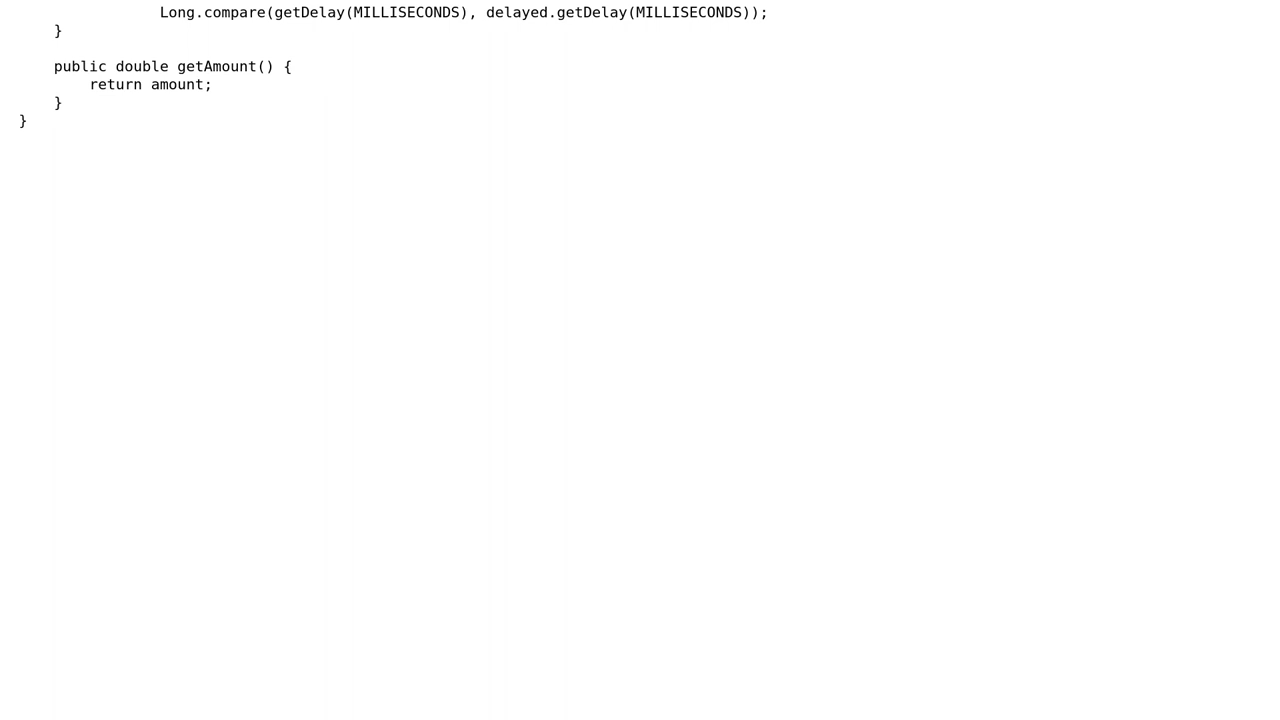 Long.compare(getDelay(MILLISECONDS), delayed.getDelay(MILLISECONDS));
    }

    public double getAmount() {
        return amount;
    }
}